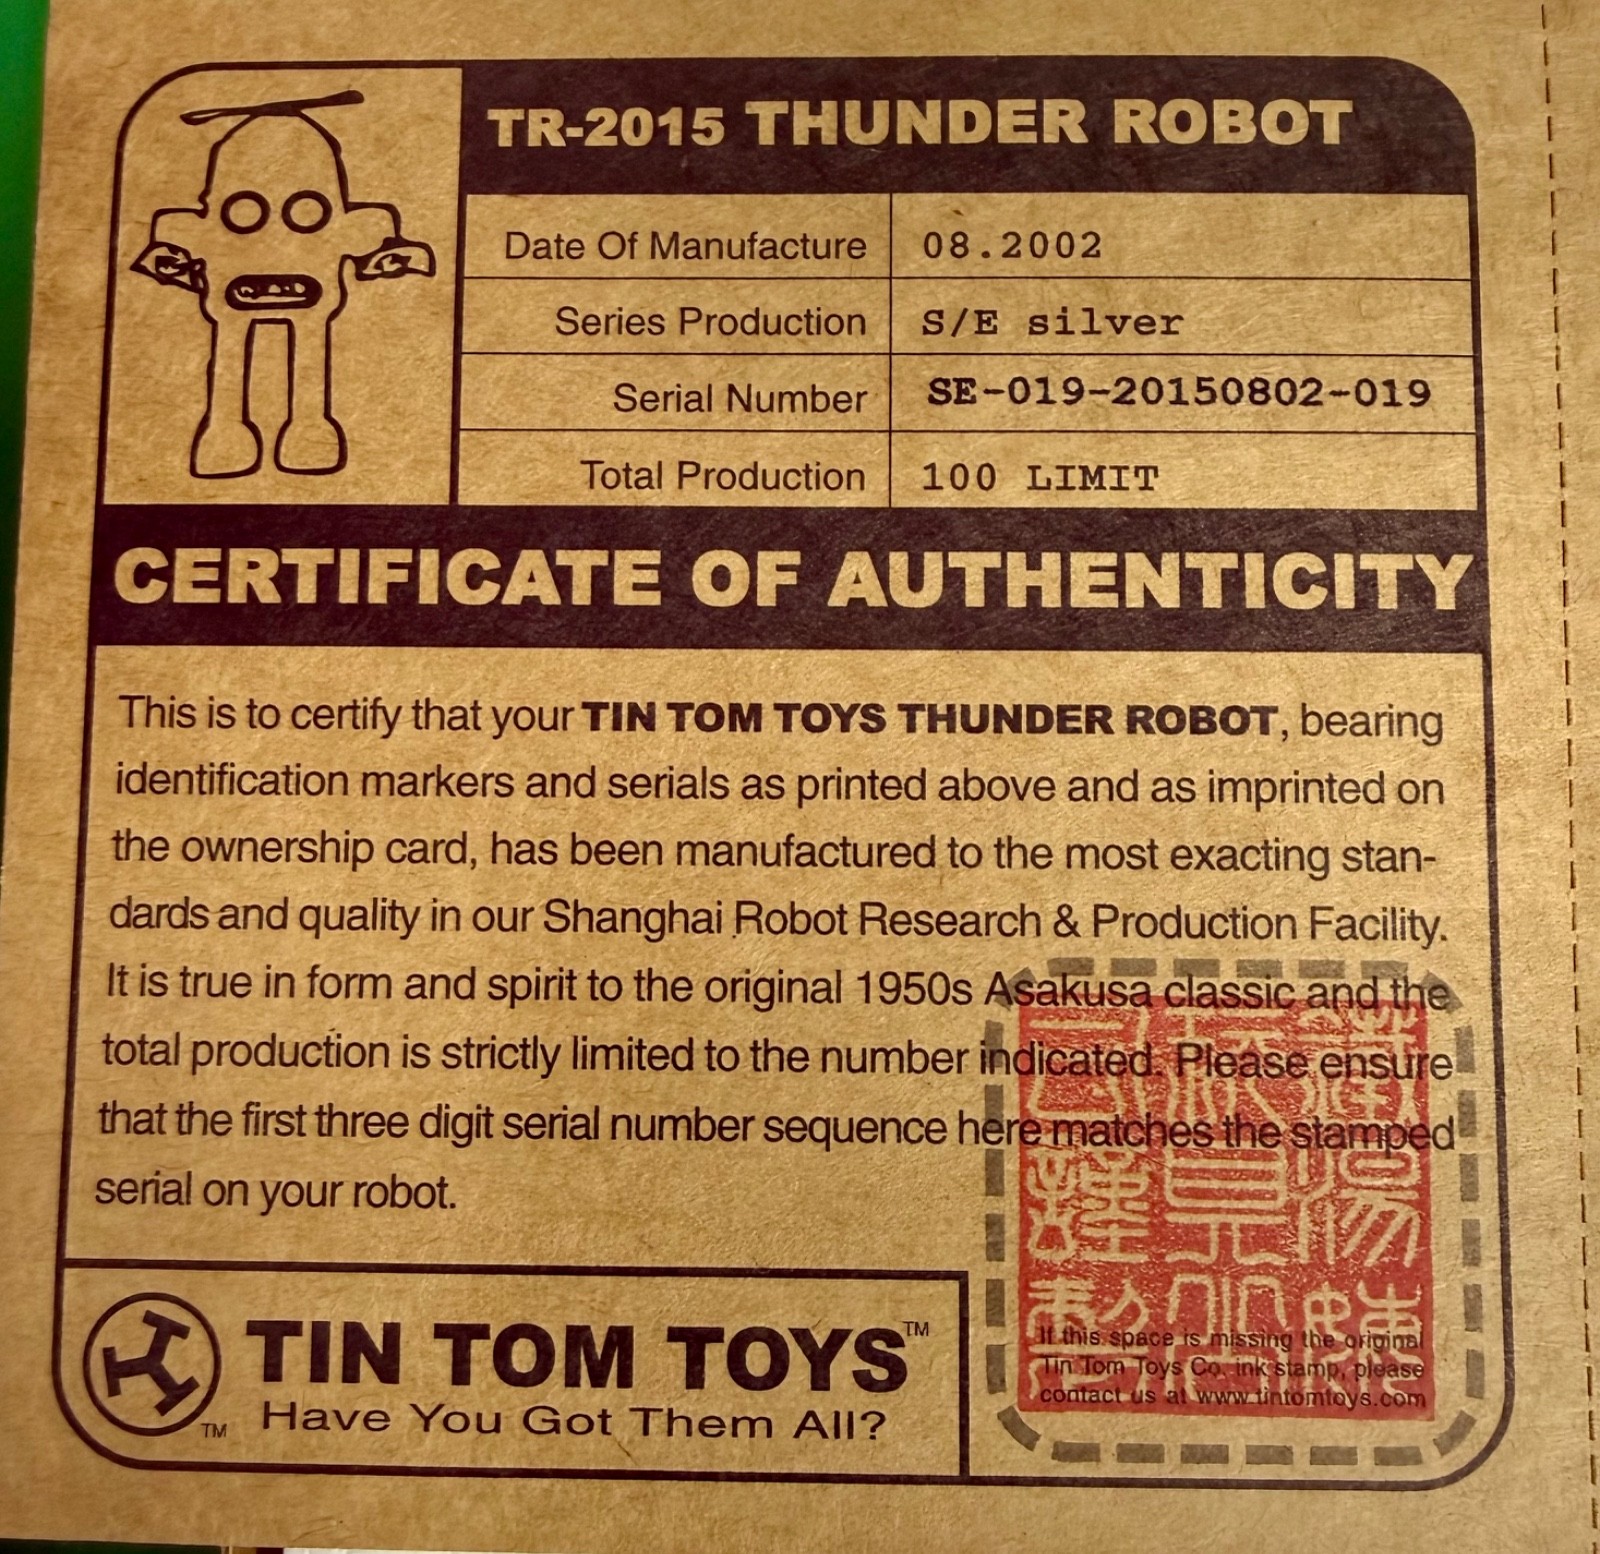 TR-2015 THUNDER ROBOT
Date Of Manufacture 08.2002
Series Production S/E silver
Serial Number SE-019-20150802-019
Total Production 100 LIMIT
CERTIFICATE OF AUTHENTICITY
This is to certify that your TIN TOM TOYS THUNDER ROBOT, bearing
identification markers and serials as printed above and as imprinted on
the ownership card, has been manufactured to the most exacting stan-
dards and quality in our Shanghai Robot Research & Production Facility.
It is true in form and spirit to the original 1950s Asakusa classic and the
total production is strictly limited to the number indicated. Please ensure
that the first three digit serial number sequence here matches the stamped
serial on your robot.
TIN TOM TOYS™
Have You Got Them All?
TM
If this space is missing the original
Tin Tom Toys Co. ink stamp, please
contact us at www.tintomtoys.com